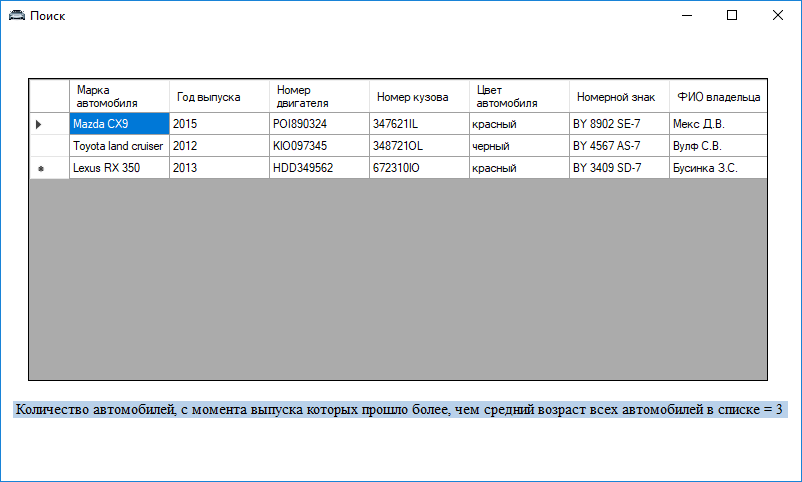 Поиск
Марка автомобиля Год выпуска Номер двигателя Номер кузова Цвет автомобиля Номерной знак ФИО владельца
Mazda CX9 2015 POI890324 347621IL красный BY 8902 SE-7 Мекс Д.В.
Toyota land cruiser 2012 KIO097345 348721OL черный BY 4567 AS-7 Вулф С.В.
Lexus RX 350 2013 HDD349562 672310IO красный BY 3409 SD-7 Бусинка З.С.
Количество автомобилей, с момента выпуска которых прошло более, чем средний возраст всех автомобилей в списке = 3